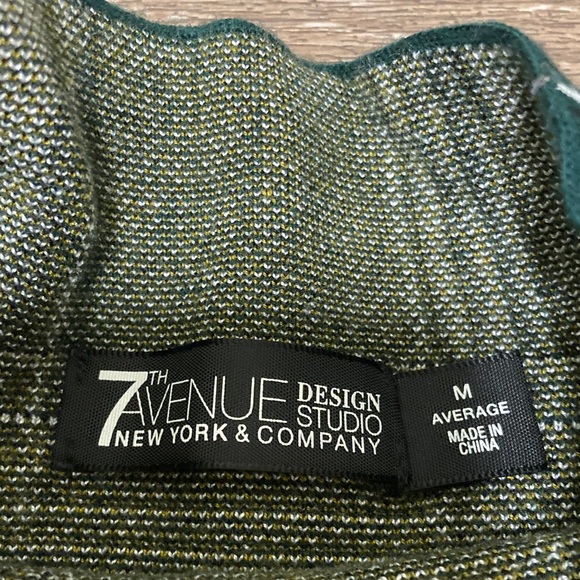 7TH AVENUE DESIGN STUDIO
NEW YORK & COMPANY
M
AVERAGE
MADE IN
CHINA